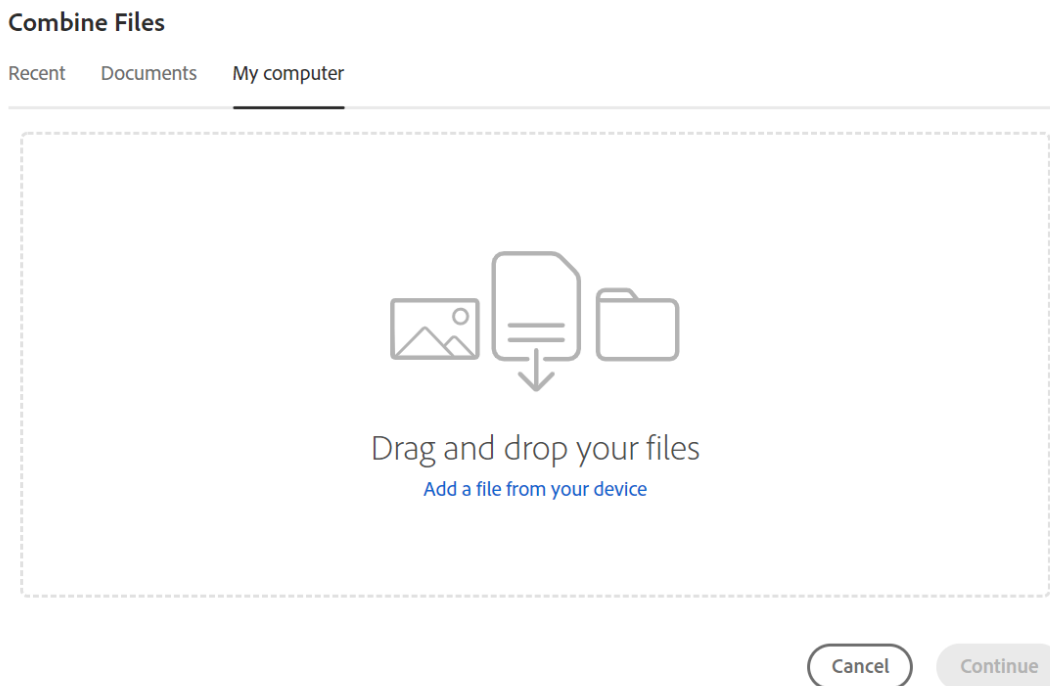 Combine Files
Recent Documents My computer
Drag and drop your files
Add a file from your device
Cancel Continue